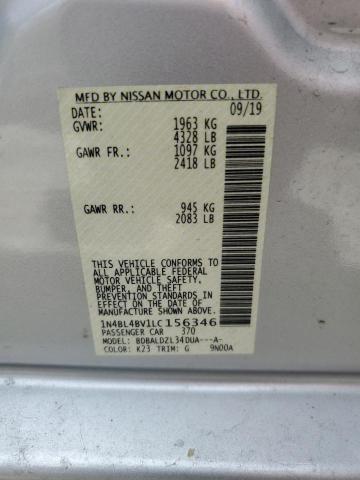 MFD BY NISSAN MOTOR CO., LTD.
DATE: 09/19
GVWR: 1963 KG
4328 LB
GAWR FR.: 1097 KG
2418 LB
GAWR RR.: 945 KG
2083 LB
THIS VEHICLE CONFORMS TO
ALL APPLICABLE FEDERAL
MOTOR VEHICLE SAFETY,
BUMPER, AND THEFT
PREVENTION STANDARDS IN
EFFECT ON THE DATE OF
MANUFACTURE SHOWN ABOVE.
1N4BL4BV1LC156346
PASSENGER CAR 370
MODEL: BDBALDZL34DUA---A-
COLOR: K23 TRIM: G 9N00A